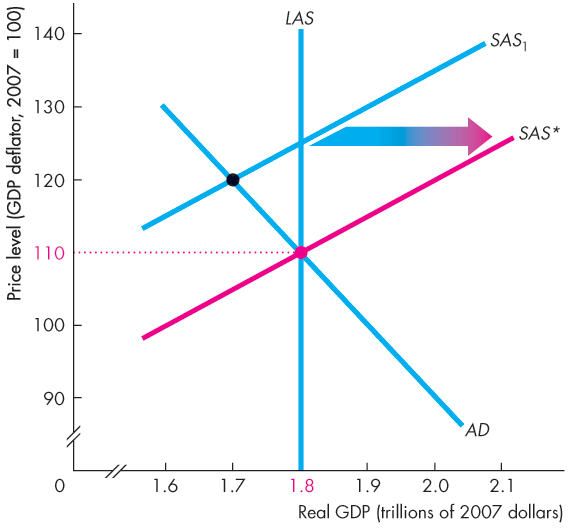 Price level (GDP deflator, 2007 = 100)
140
130
120
110
100
90
0
LAS
SAS1
SAS*
AD
1.6 1.7 1.8 1.9 2.0 2.1
Real GDP (trillions of 2007 dollars)